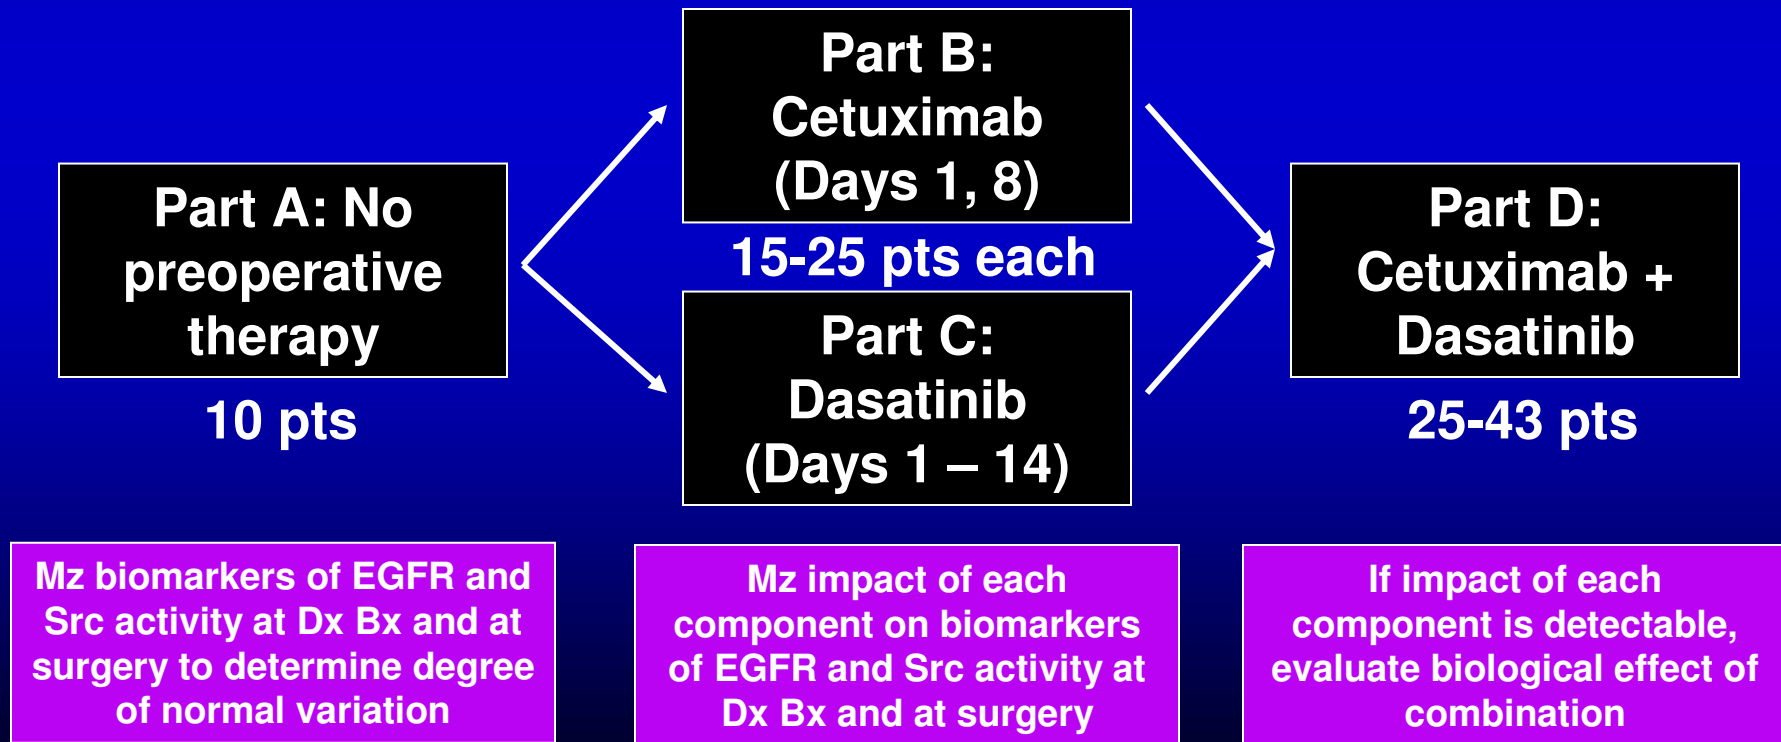 Part A: No
preoperative
therapy
10 pts
Part B:
Cetuximab
(Days 1, 8)
15-25 pts each
Part C:
Dasatinib
(Days 1 – 14)
Part D:
Cetuximab +
Dasatinib
25-43 pts
Mz biomarkers of EGFR and
Src activity at Dx Bx and at
surgery to determine degree
of normal variation
Mz impact of each
component on biomarkers
of EGFR and Src activity at
Dx Bx and at surgery
If impact of each
component is detectable,
evaluate biological effect of
combination